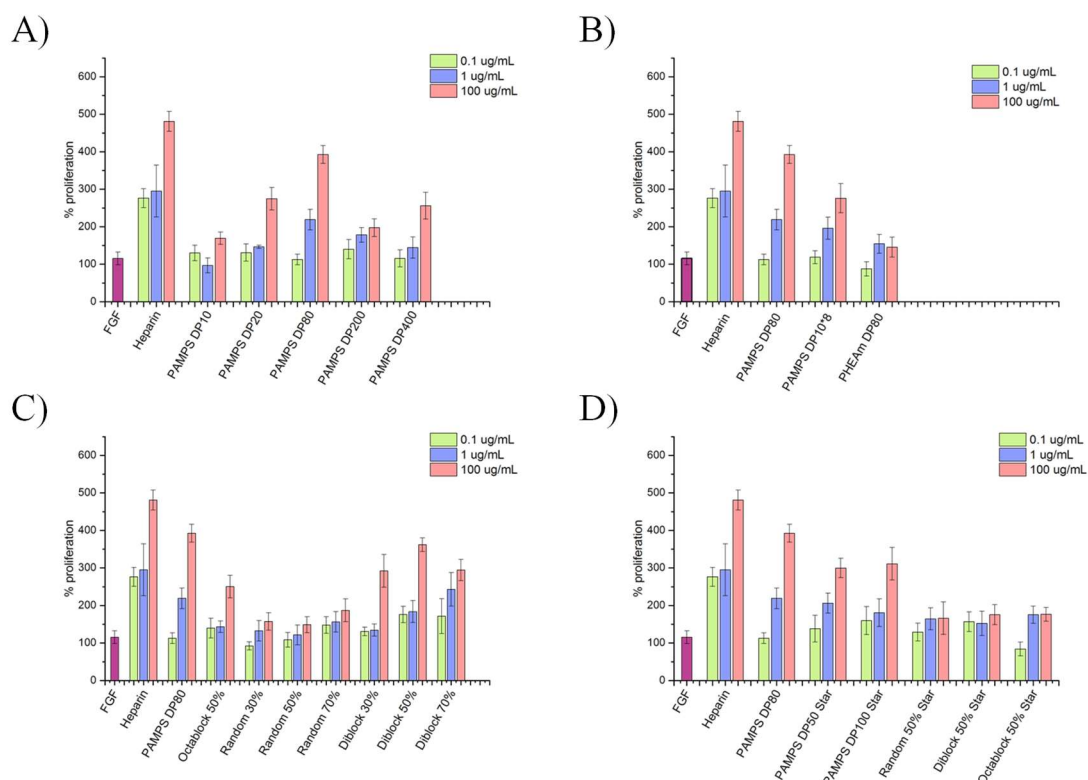 A)
0.1 ug/mL
1 ug/mL
100 ug/mL
600
500
400
300
200
100
0
% proliferation
FGF
Heparin
PAMPS DP10
PAMPS DP20
PAMPS DP80
PAMPS DP200
PAMPS DP400
B)
0.1 ug/mL
1 ug/mL
100 ug/mL
600
500
400
300
200
100
0
% proliferation
FGF
Heparin
PAMPS DP80
PAMPS DP10*8
PHEAm DP80
C)
0.1 ug/mL
1 ug/mL
100 ug/mL
600
500
400
300
200
100
0
% proliferation
FGF
Heparin
PAMPS DP80
Octablock 50%
Random 30%
Random 50%
Random 70%
Diblock 30%
Diblock 50%
Diblock 70%
D)
0.1 ug/mL
1 ug/mL
100 ug/mL
600
500
400
300
200
100
0
% proliferation
FGF
Heparin
PAMPS DP80
PAMPS DP50 Star
PAMPS DP100 Star
Random 50% Star
Diblock 50% Star
Octablock 50% Star